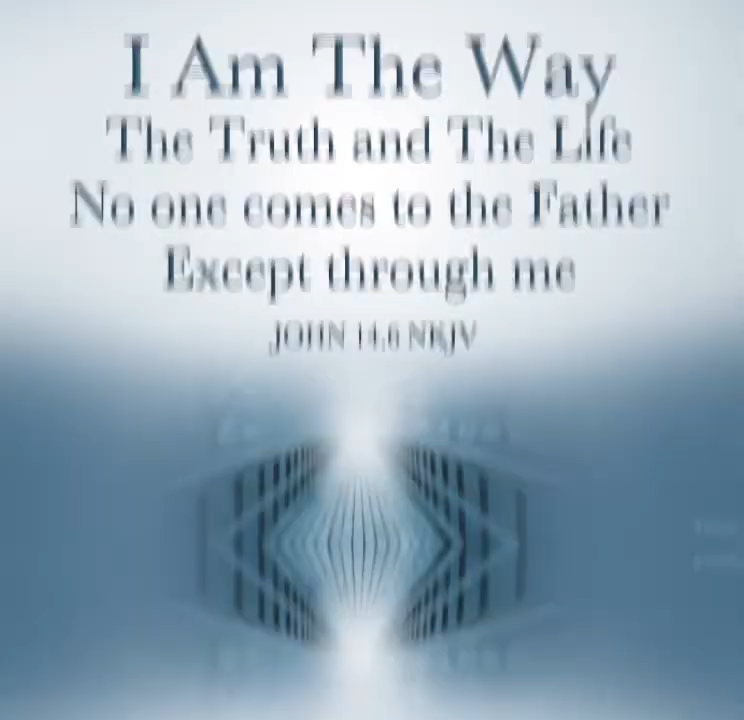 I Am The Way
The Truth and The Life
No one comes to the Father
Except through me
JOHN 14:6 NKJV